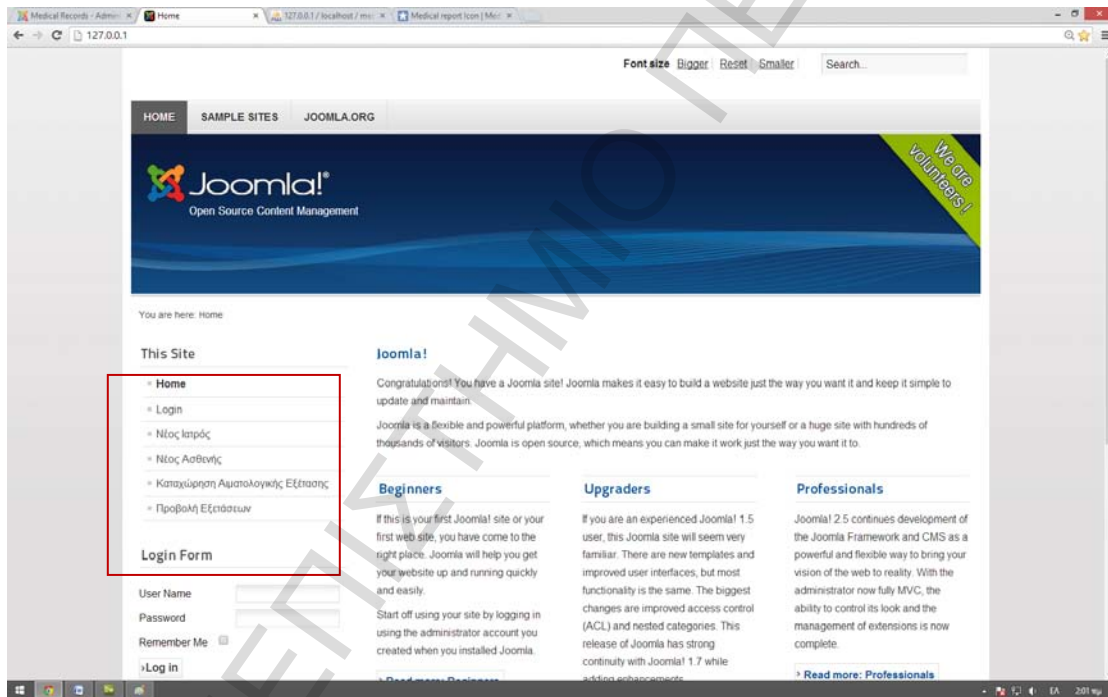 Medical Records - Admin
Home
127.0.0.1 / localhost /
Medical report Icon | Med
127.0.0.1
Font size Bigger Reset Smaller
Search...
HOME SAMPLE SITES JOOMLA.ORG
Joomla!®
Open Source Content Management
We are
volunteers!
You are here: Home
This Site
Home
Login
Νέος Ιατρός
Νέος Ασθενής
Καταχώρηση Αιματολογικής Εξέτασης
Προβολή Εξετάσεων
Login Form
User Name
Password
Remember Me
›Log in
Joomla!
Congratulations! You have a Joomla site! Joomla makes it easy to build a website just the way you want it and keep it simple to
update and maintain.
Joomla is a flexible and powerful platform, whether you are building a small site for yourself or a huge site with hundreds of
thousands of visitors. Joomla is open source, which means you can make it work just the way you want it to.
Beginners
If this is your first Joomla! site or your
first web site, you have come to the
right place. Joomla will help you get
your website up and running quickly
and easily.
Start off using your site by logging in
using the administrator account you
created when you installed Joomla.
› Read more: Beginners
Upgraders
If you are an experienced Joomla! 1.5
user, this Joomla site will seem very
familiar. There are new templates and
improved user interfaces, but most
functionality is the same. The biggest
changes are improved access control
(ACL) and nested categories. This
release of Joomla has strong
continuity with Joomla! 1.7 while
adding enhancements.
Professionals
Joomla! 2.5 continues development of
the Joomla Framework and CMS as a
powerful and flexible way to bring your
vision of the web to reality. With the
administrator now fully MVC, the
ability to control its look and the
management of extensions is now
complete.
› Read more: Professionals
ΕΛ 2:01 πμ
ΕΠΙΣΤΗΜΙΟ ΠΕ